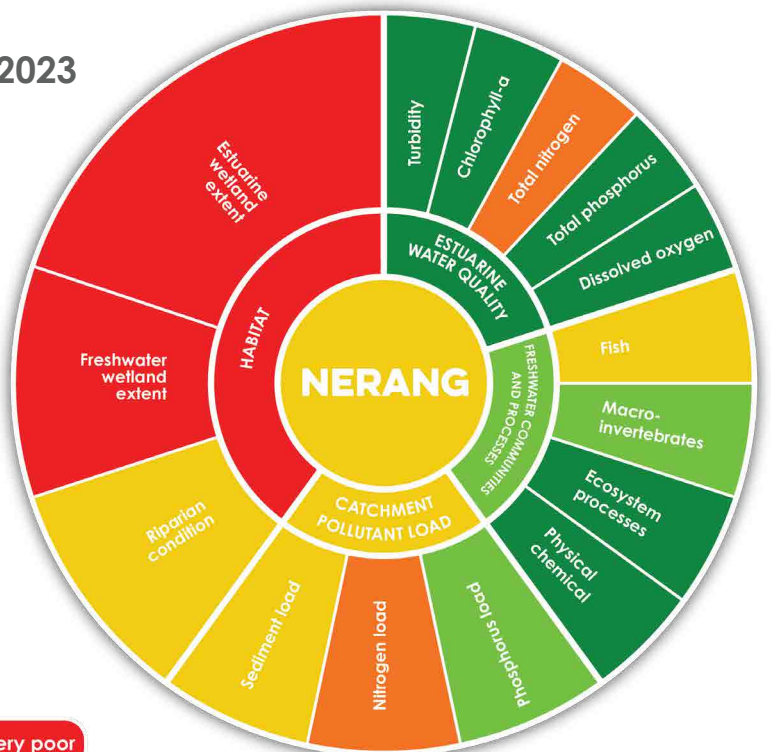 2023
Turbidity
Chlorophyll-a
Total nitrogen
Total phosphorus
Dissolved oxygen
ESTUARINE
WATER QUALITY
Fish
Macro-
invertebrates
Ecosystem
processes
Physical
chemical
FRESHWATER COMMUNITIES
AND PROCESSES
Phosphorus load
Nitrogen load
Sediment load
CATCHMENT
POLLUTANT LOAD
Riparian
condition
Freshwater
wetland
extent
Estuarine
wetland
extent
HABITAT
NERANG
ery poor